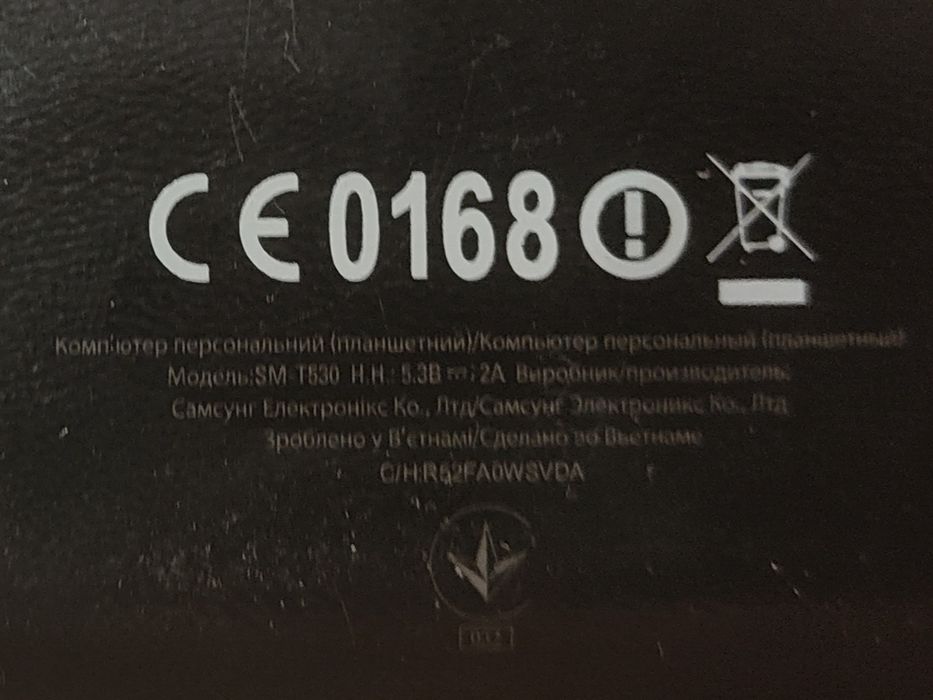 CE 0168
Комп'ютер персональний (планшетний)/Компьютер персональный (планшетный)
Модель:SM-T530 Н.Н.: 5.3В 2А Виробник/производитель:
Самсунг Електронікс Ко., Лтд/Самсунг Электроникс Ко., Лтд
Зроблено у В'єтнамі/Сделано во Вьетнаме
С/Н:R52FA0WSVDA